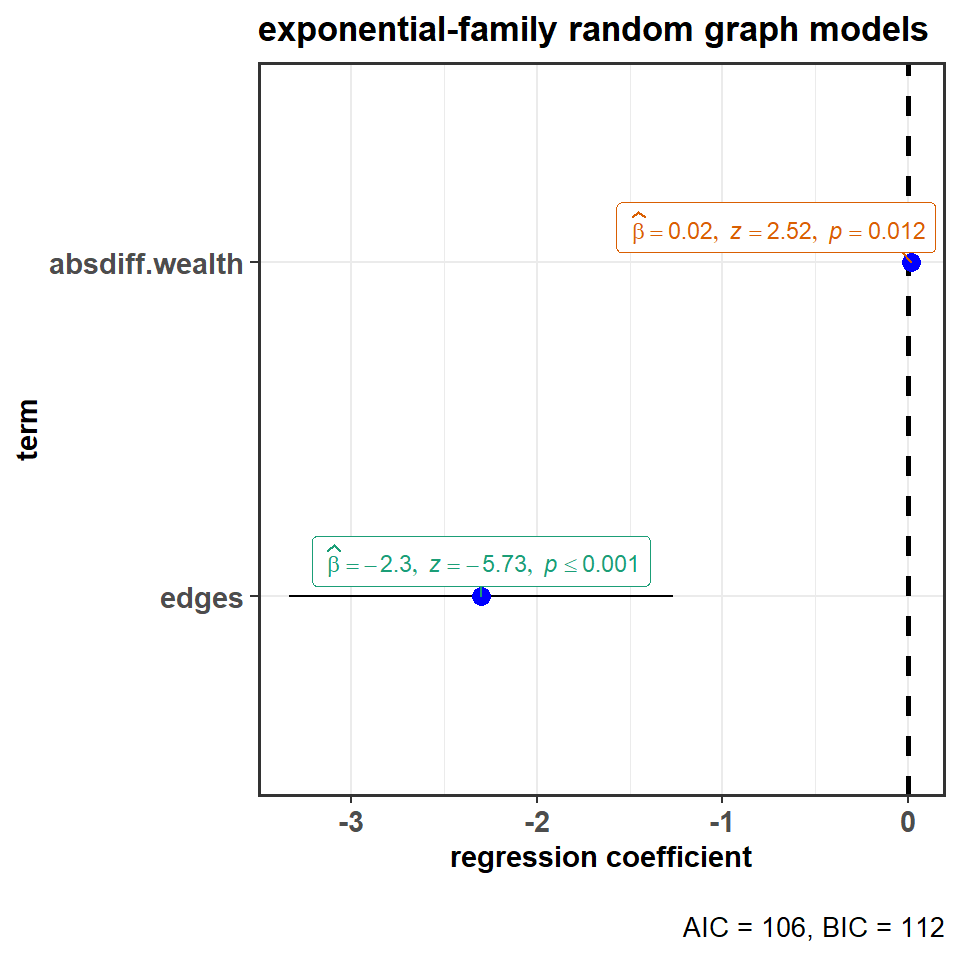 exponential-family random graph models
absdiff.wealth
edges
term
β̂ = 0.02, z = 2.52, p = 0.012
β̂ = −2.3, z = −5.73, p ≤ 0.001
-3 -2 -1 0
regression coefficient
AIC = 106, BIC = 112